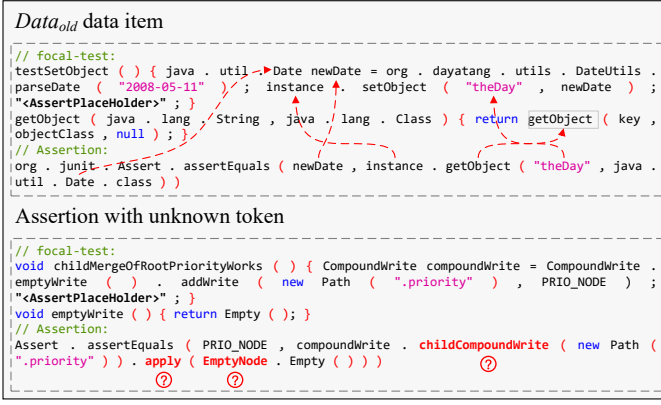 Data_old data item
// focal-test:
testSetObject ( ) { java . util . Date newDate = org . dayatang . utils . DateUtils .
parseDate ( "2008-05-11" ) ; instance . setObject ( "theDay" , newDate ) ;
"<AssertPlaceHolder>" ; }
getObject ( java . lang . String , java . lang . Class ) { return getObject ( key ,
objectClass , null ) ; }
// Assertion:
org . junit . Assert . assertEquals ( newDate , instance . getObject ( "theDay" , java .
util . Date . class ) )
Assertion with unknown token
// focal-test:
void childMergeOfRootPriorityWorks ( ) { CompoundWrite compoundWrite = CompoundWrite .
emptyWrite ( ) . addWrite ( new Path ( ".priority" ) , PRIO_NODE ) ;
"<AssertPlaceHolder>" ; }
void emptyWrite ( ) { return Empty ( ); }
// Assertion:
Assert . assertEquals ( PRIO_NODE , compoundWrite . childCompoundWrite ( new Path (
".priority" ) ) . apply ( EmptyNode . Empty ( ) ) )
? ? ?